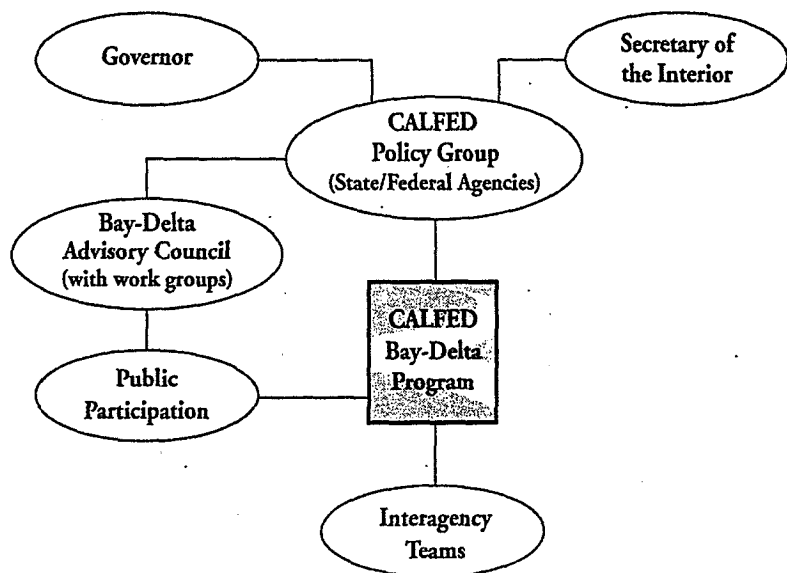 Governor
Secretary of
the Interior
CALFED
Policy Group
(State/Federal Agencies)
Bay-Delta
Advisory Council
(with work groups)
CALFED
Bay-Delta
Program
Public
Participation
Interagency
Teams